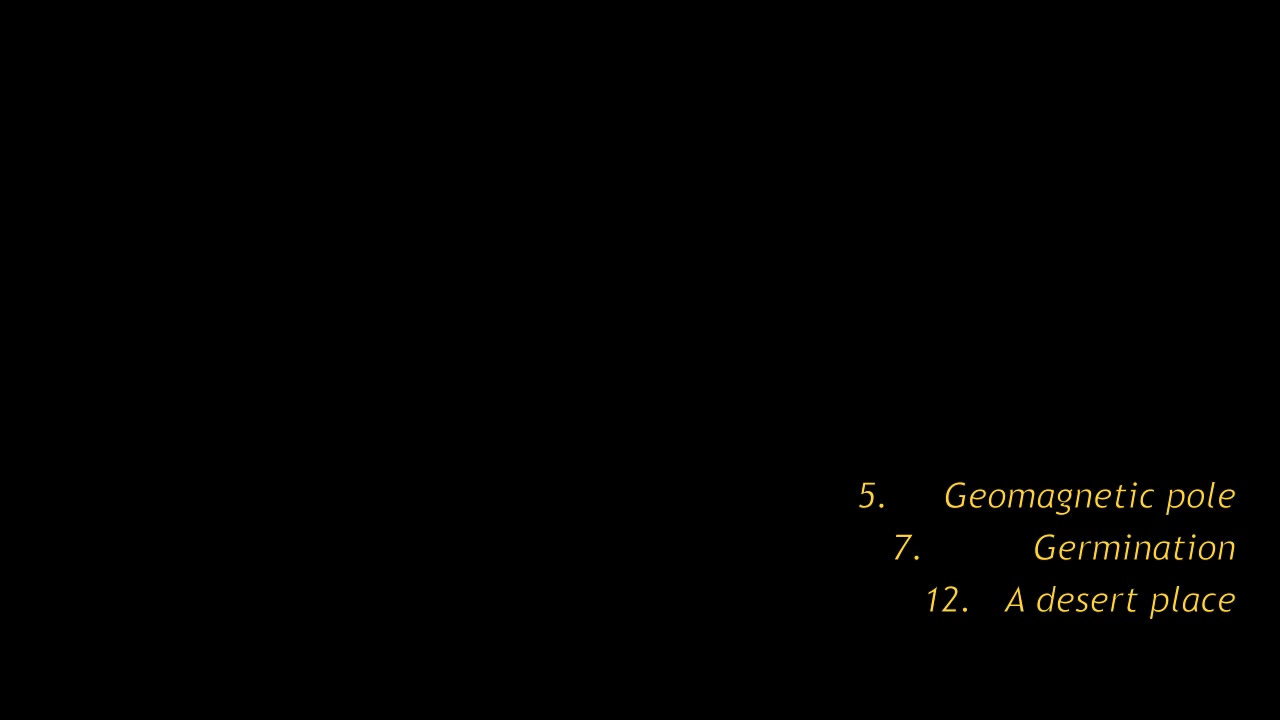 5. Geomagnetic pole
7. Germination
12. A desert place